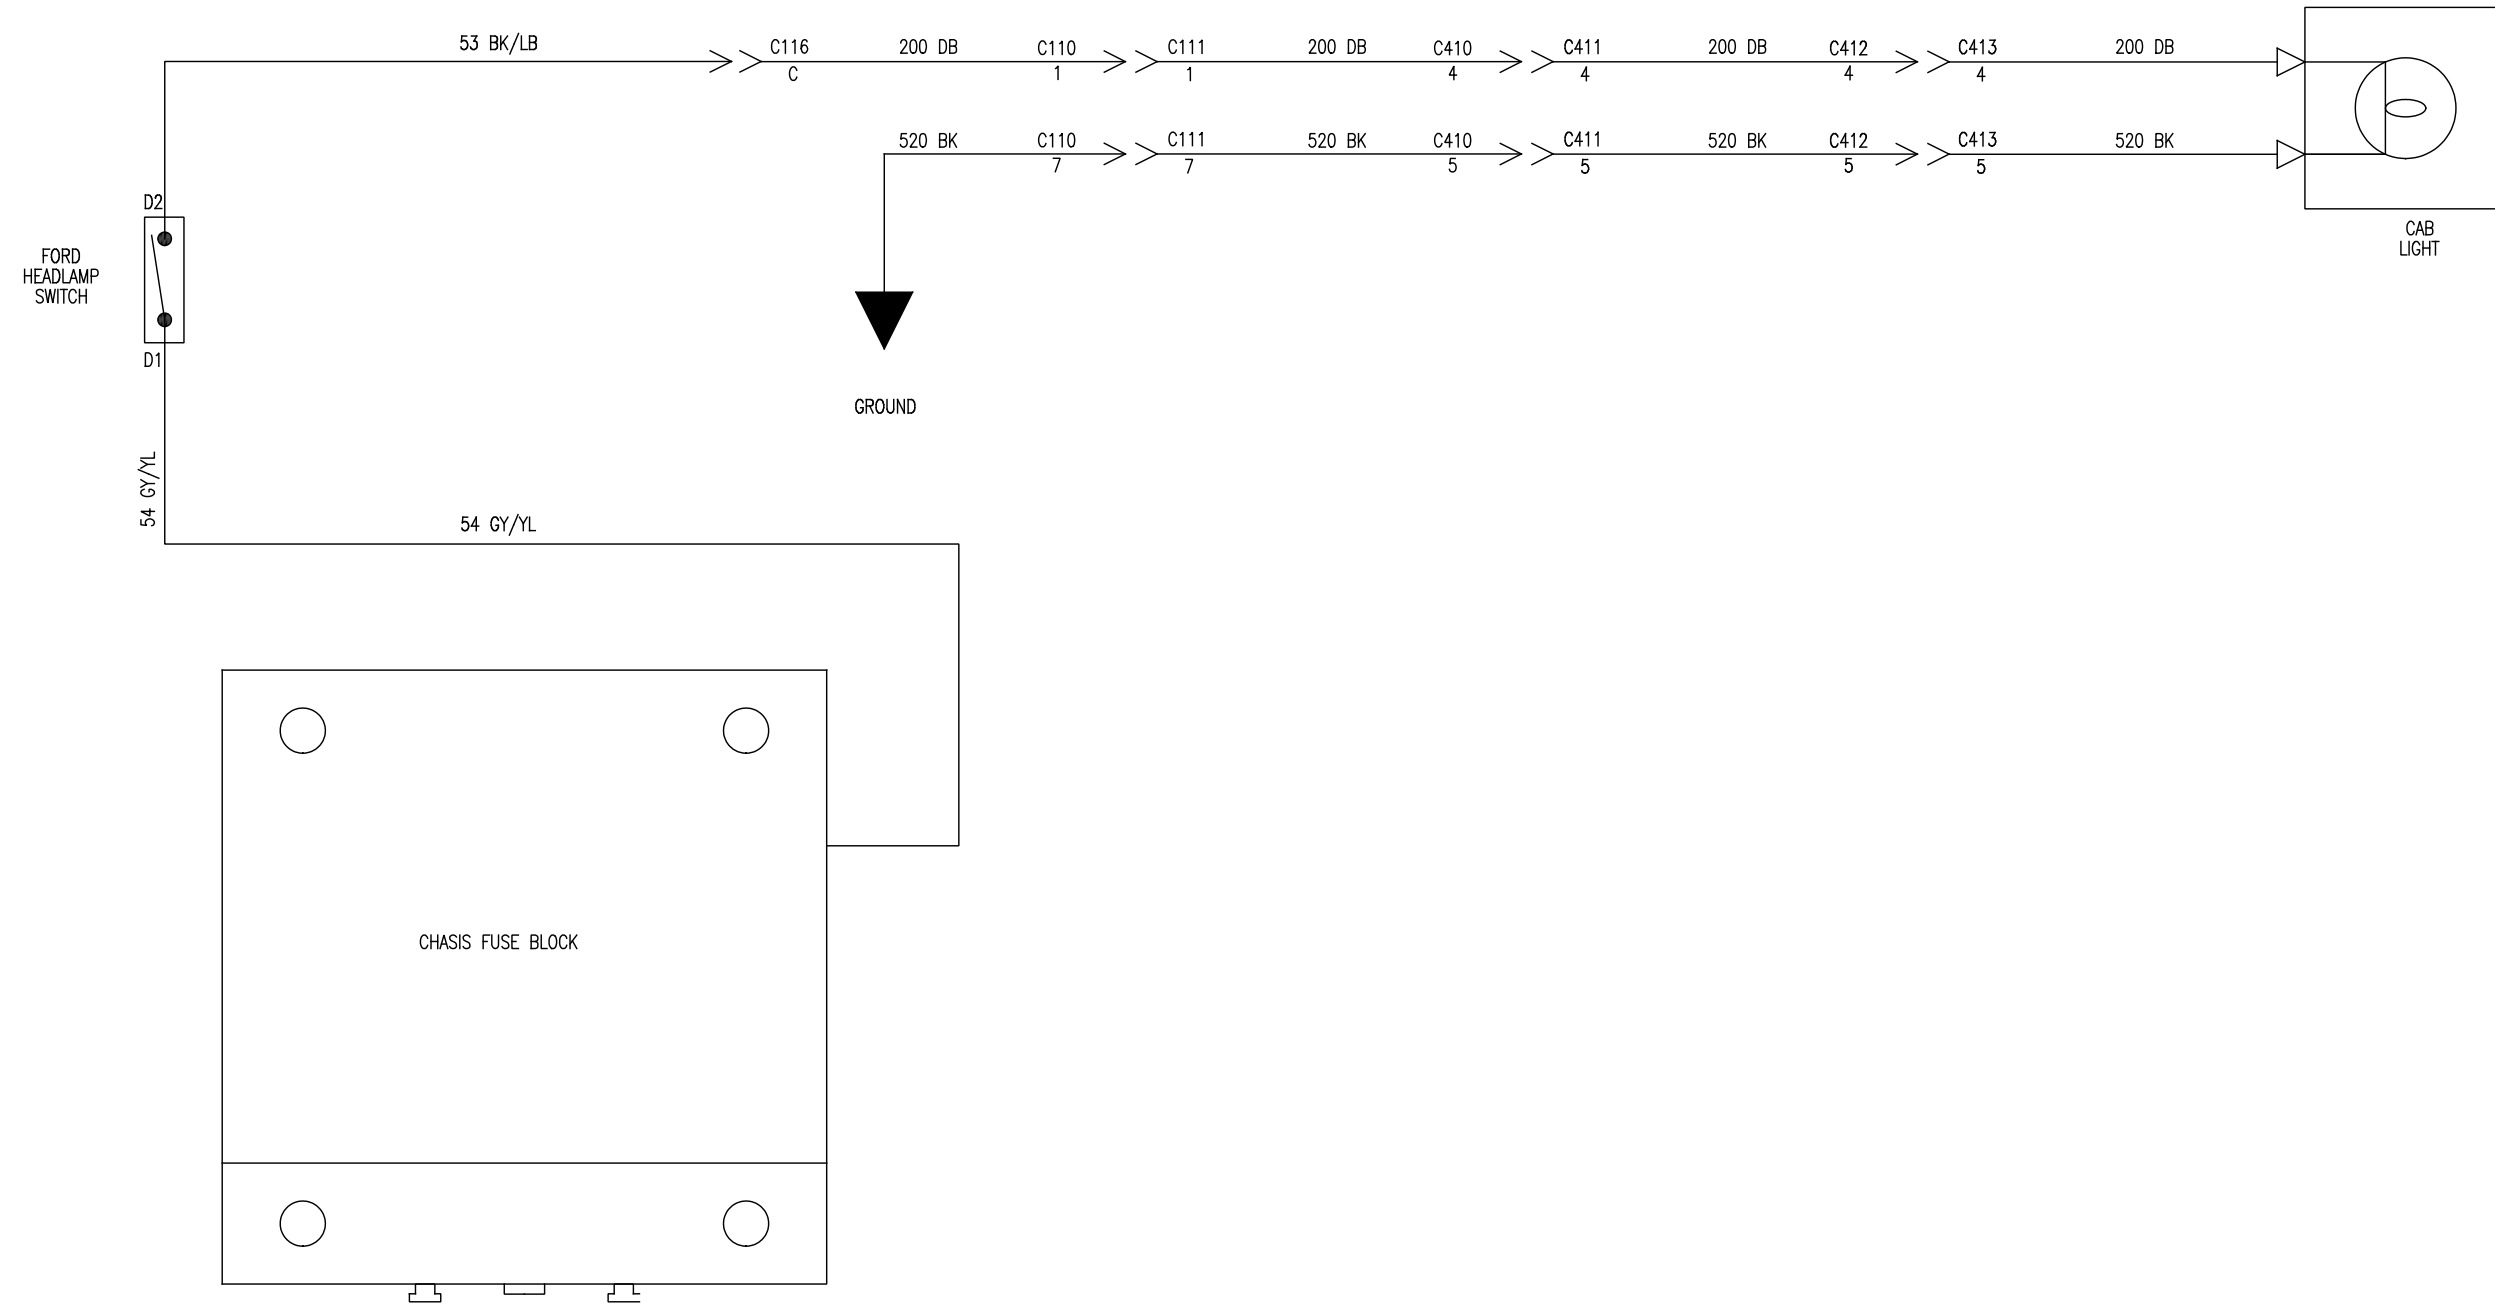 53 BK/LB
C116
C
200 DB
C110
1
C111
1
200 DB
C410
4
C411
4
200 DB
C412
4
C413
4
200 DB
520 BK
C110
7
C111
7
520 BK
C410
5
C411
5
520 BK
C412
5
C413
5
520 BK
CAB
LIGHT
D2
FORD
HEADLAMP
SWITCH
D1
GROUND
54 GY/YL
54 GY/YL
CHASIS FUSE BLOCK